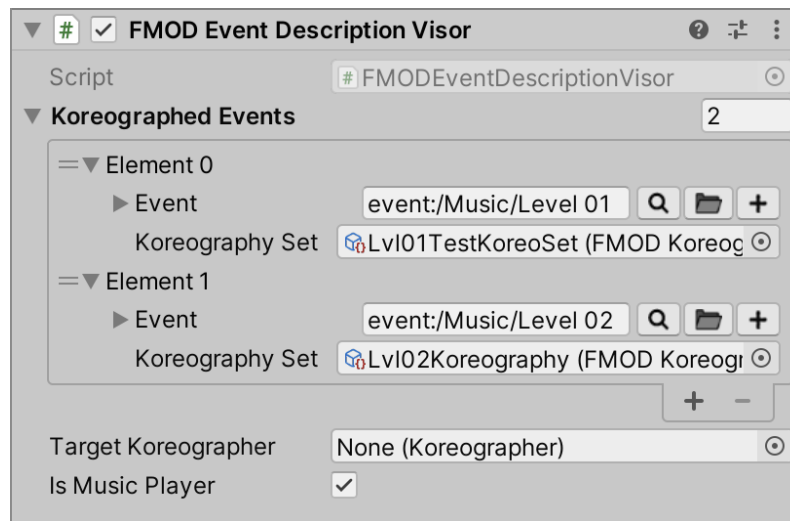 FMOD Event Description Visor
Script FMODEventDescriptionVisor
Koreographed Events 2
Element 0
Event event:/Music/Level 01
Koreography Set Lvl01TestKoreoSet (FMOD Koreog
Element 1
Event event:/Music/Level 02
Koreography Set Lvl02Koreography (FMOD Koreogr
Target Koreographer None (Koreographer)
Is Music Player